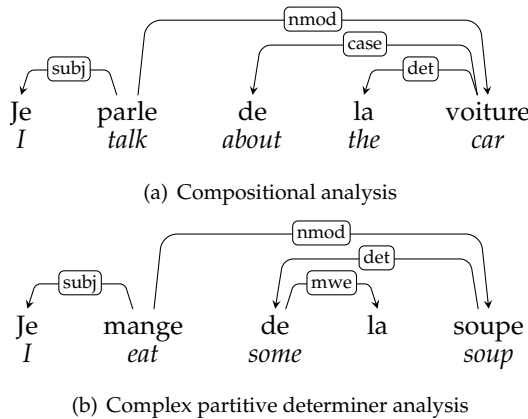 nmod
case
subj
det
Je parle de la voiture
I talk about the car
(a) Compositional analysis
nmod
det
subj
mwe
Je mange de la soupe
I eat some soup
(b) Complex partitive determiner analysis